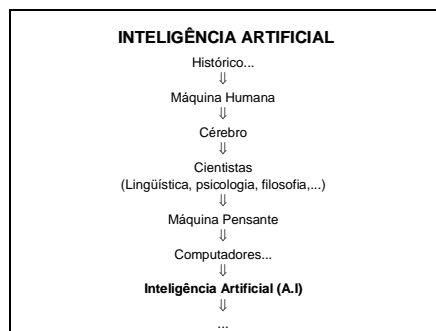 INTELIGÊNCIA ARTIFICIAL
Histórico...
⇓
Máquina Humana
⇓
Cérebro
⇓
Cientistas
(Lingüística, psicologia, filosofia,...)
⇓
Máquina Pensante
⇓
Computadores...
⇓
Inteligência Artificial (A.I)
⇓
...